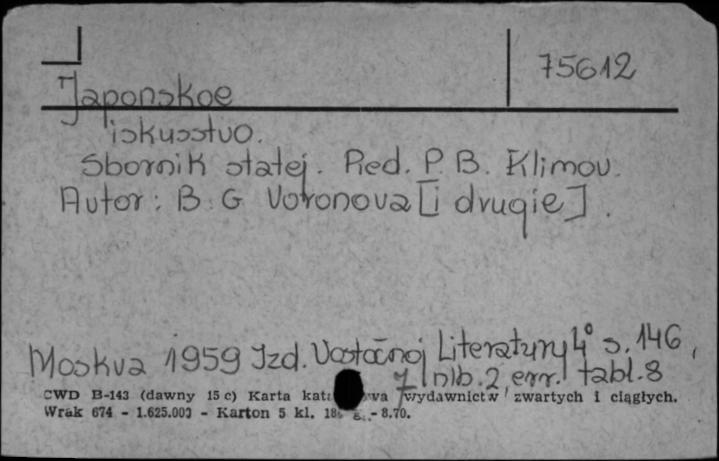 75612
Japonskoe
iskusstvo.
Sbornik statej. Red. P. B. Klimov.
Autor: B. G Voronova [i drugie].
Moskva 1959 Izd. Vostočnoj Literatury 4° s. 146,
nlb. 2, err. tabl. 8
CWD B-143 (dawny 15 c) Karta wydawnictw zwartych i ciągłych.
Wrak 674 - 1.625.000 - Karton 5 kl. g. - 8.70.